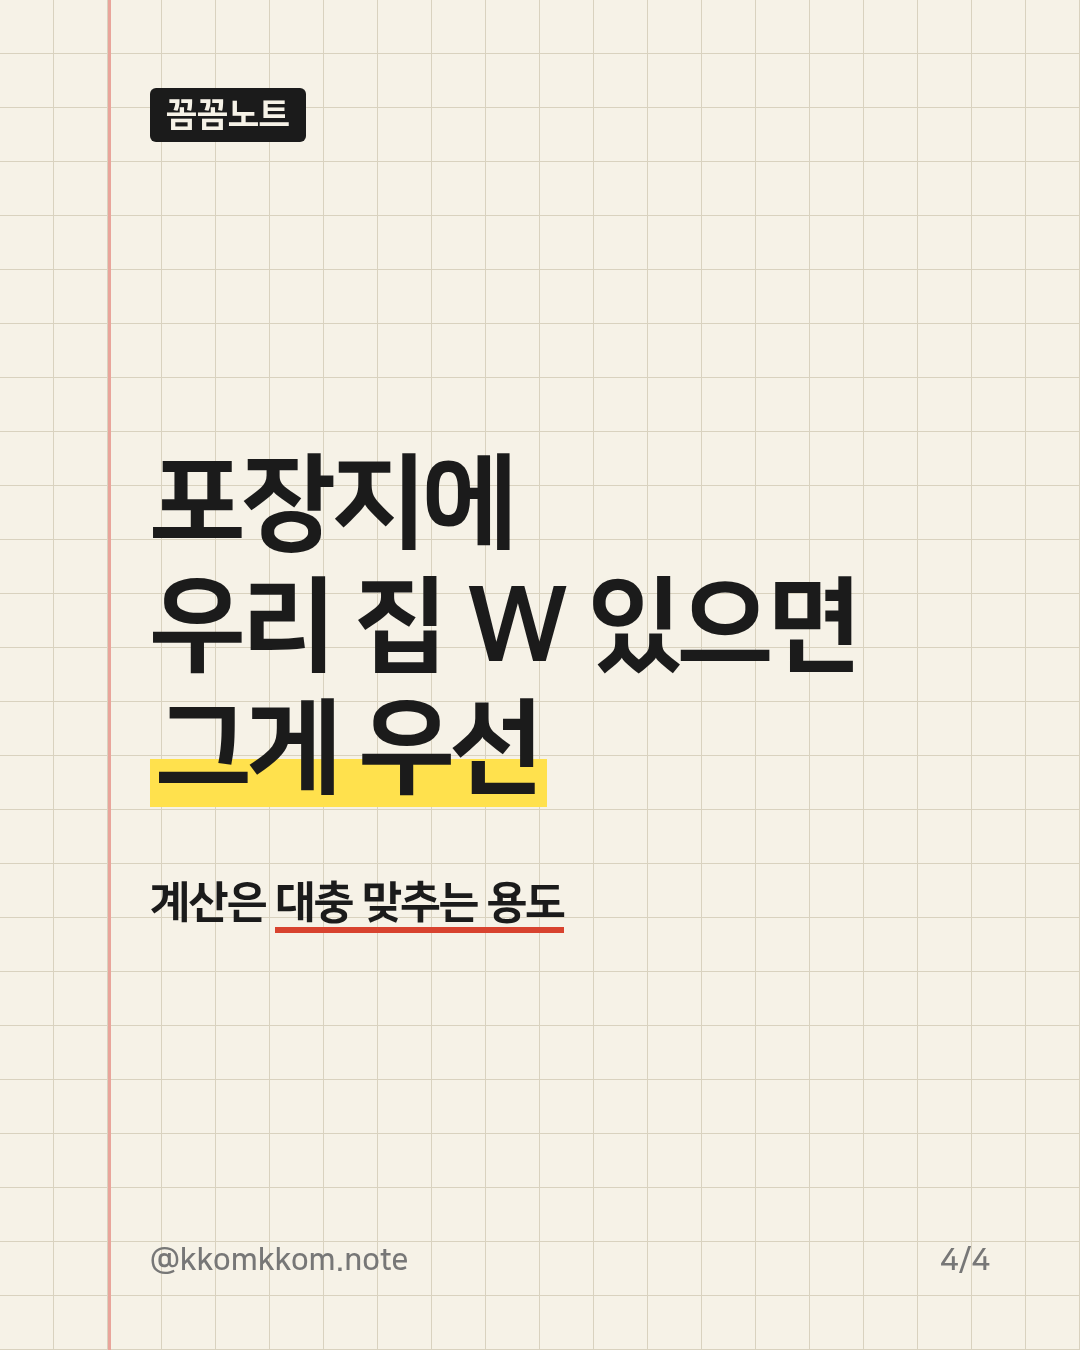 꼼꼼노트
포장지에
우리 집 W 있으면
그게 우선
계산은 대충 맞추는 용도
@kkomkkom.note
4/4